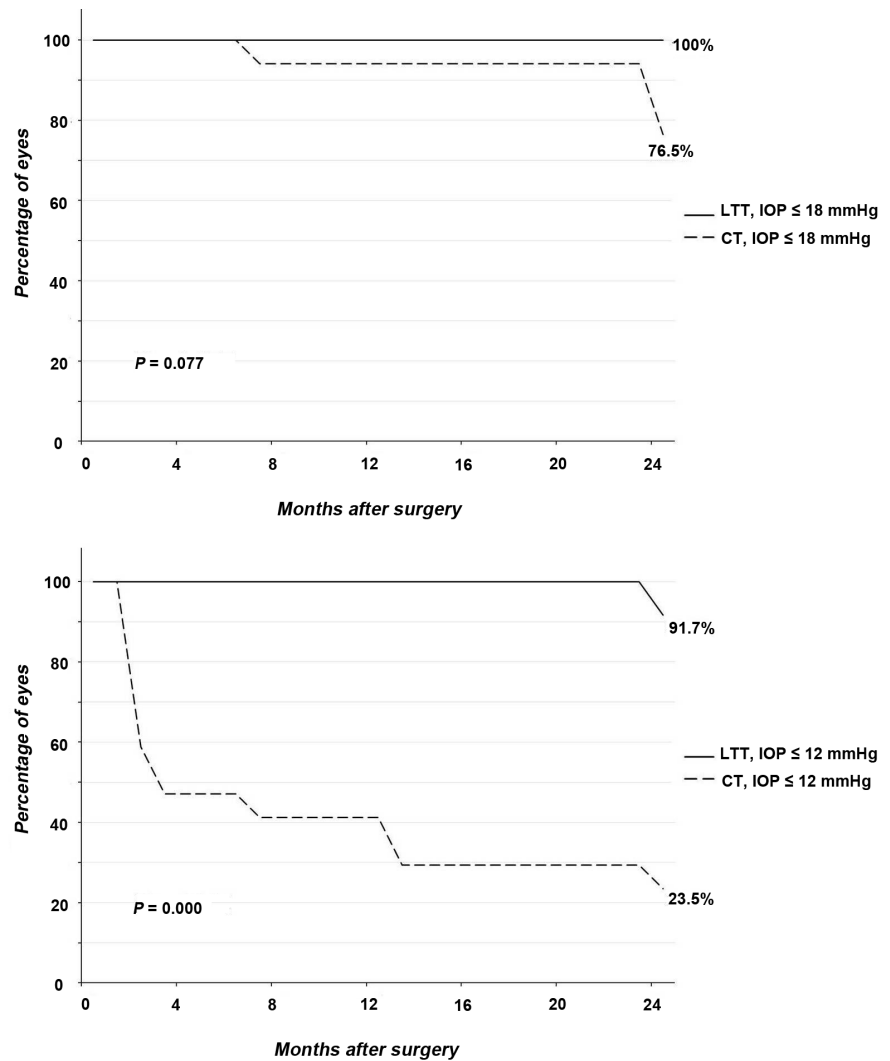 100
80
60
40
20
0
Percentage of eyes
100%
76.5%
LTT, IOP ≤ 18 mmHg
CT, IOP ≤ 18 mmHg
P = 0.077
0 4 8 12 16 20 24
Months after surgery
100
80
60
40
20
0
Percentage of eyes
91.7%
23.5%
LTT, IOP ≤ 12 mmHg
CT, IOP ≤ 12 mmHg
P = 0.000
0 4 8 12 16 20 24
Months after surgery